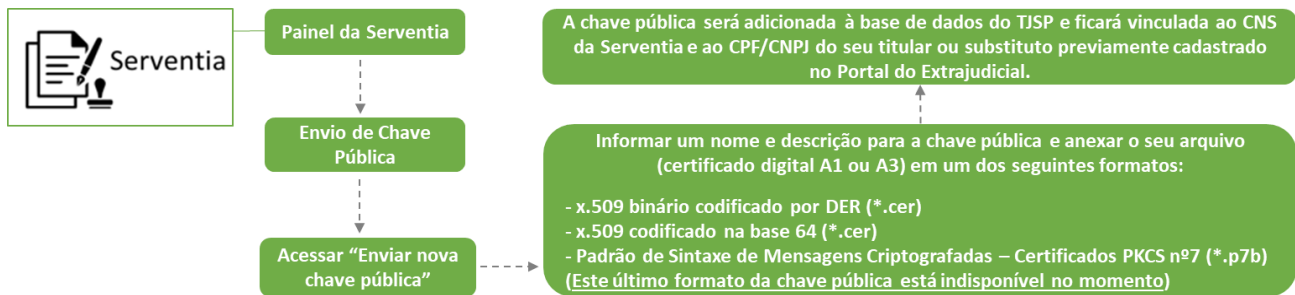 Serventia
Painel da Serventia
Envio de Chave
Pública
Acessar “Enviar nova
chave pública”
Informar um nome e descrição para a chave pública e anexar o seu arquivo
(certificado digital A1 ou A3) em um dos seguintes formatos:
- x.509 binário codificado por DER (*.cer)
- x.509 codificado na base 64 (*.cer)
- Padrão de Sintaxe de Mensagens Criptografadas – Certificados PKCS nº7 (*.p7b)
(Este último formato da chave pública está indisponível no momento)
A chave pública será adicionada à base de dados do TJSP e ficará vinculada ao CNS
da Serventia e ao CPF/CNPJ do seu titular ou substituto previamente cadastrado
no Portal do Extrajudicial.